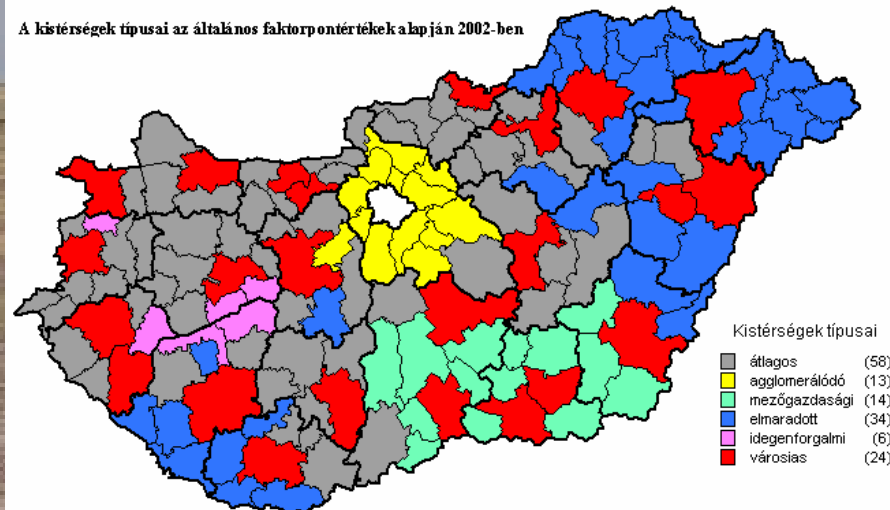 A kistérségek típusai az általános faktorpontértékek alapján 2002-ben
Kistérségek típusai
átlagos (58)
agglomerálódó (13)
mezőgazdasági (14)
elmaradott (34)
idegenforgalmi (6)
városias (24)